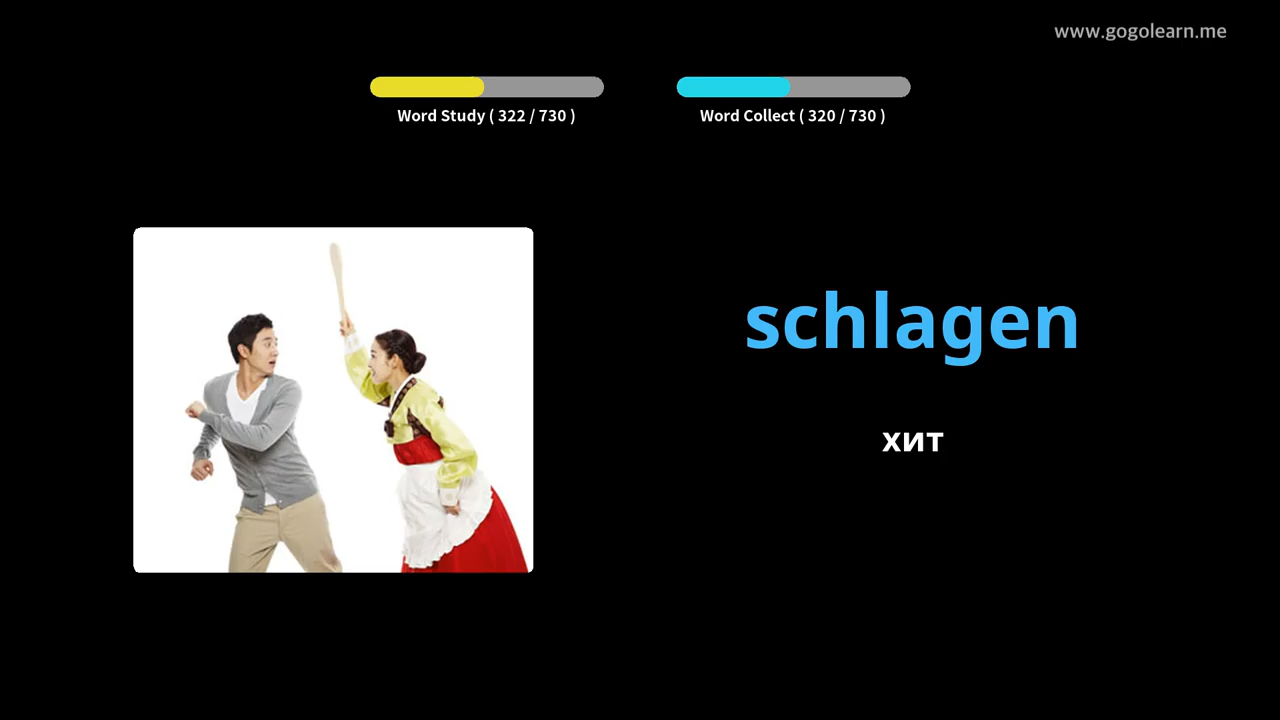 www.gogolearn.me
Word Study ( 322 / 730 )
Word Collect ( 320 / 730 )
schlagen
хит